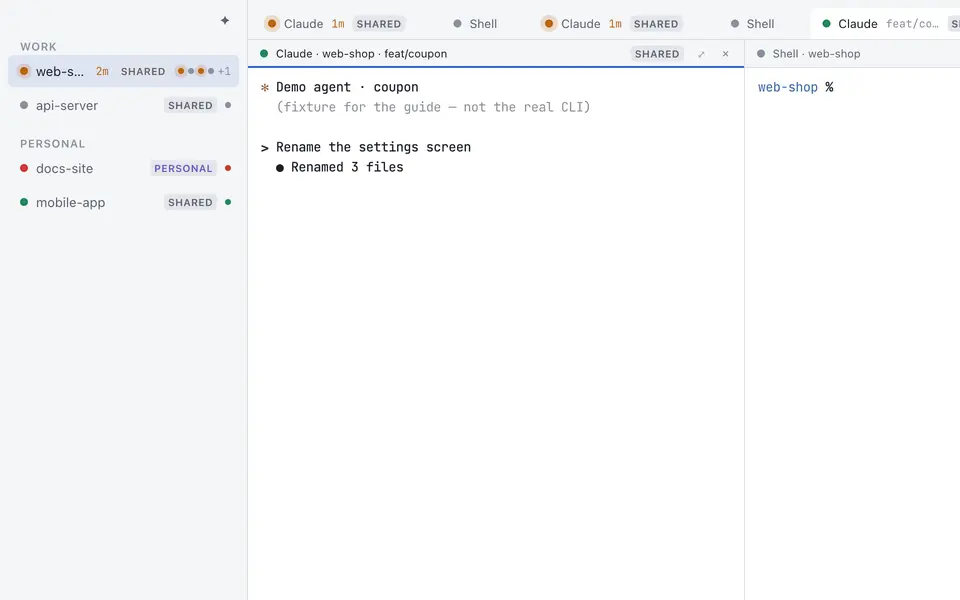 ✦
WORK
web-s... 2m SHARED +1
api-server SHARED
PERSONAL
docs-site PERSONAL
mobile-app SHARED
Claude 1m SHARED
Shell
Claude 1m SHARED
Shell
Claude feat/co...
Claude · web-shop · feat/coupon SHARED ⤢ ×
Shell · web-shop
* Demo agent · coupon
(fixture for the guide — not the real CLI)
> Rename the settings screen
● Renamed 3 files
web-shop %